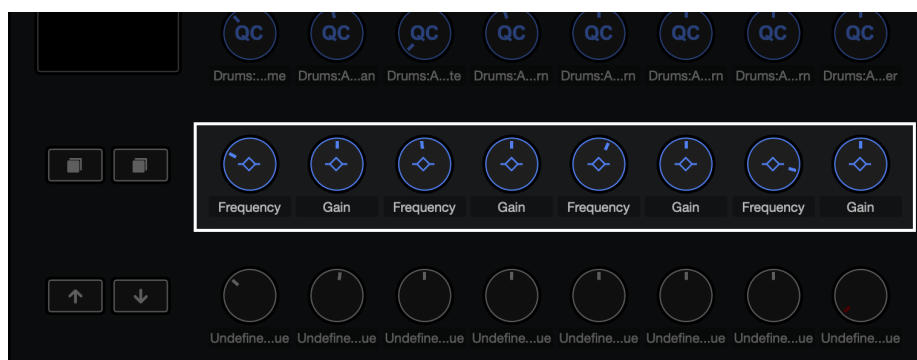 QC QC QC QC QC QC QC QC
Drums:...me Drums:A...an Drums:A...te Drums:A...rn Drums:A...rn Drums:A...rn Drums:A...rn Drums:A...er
Frequency Gain Frequency Gain Frequency Gain Frequency Gain
Undefine...ue Undefine...ue Undefine...ue Undefine...ue Undefine...ue Undefine...ue Undefine...ue Undefine...ue